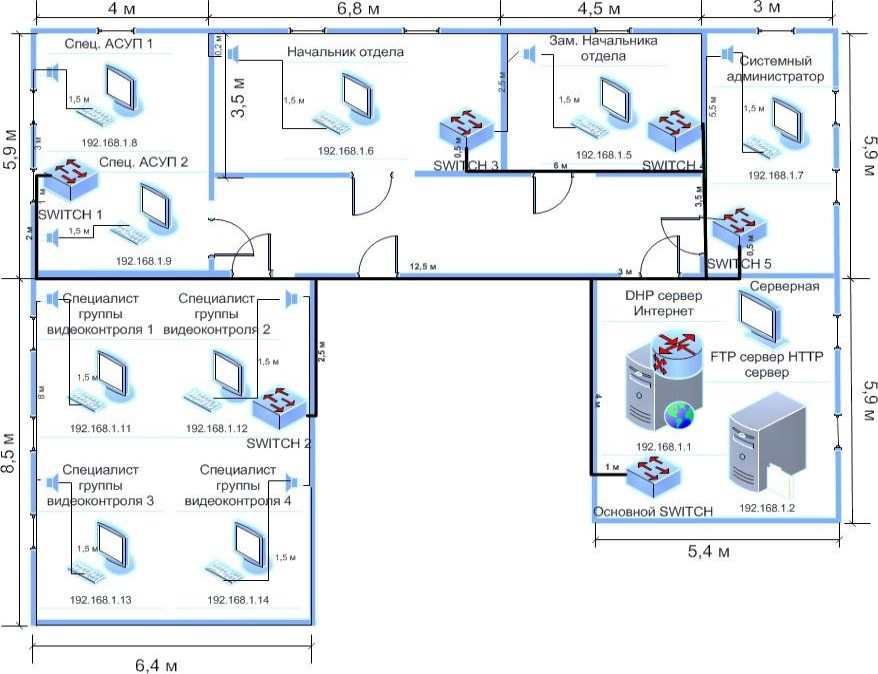 4 м
6,8 м
4,5 м
3 м
Спец. АСУП 1
1,5 м
192.168.1.8
5,9 м
3 м
Спец. АСУП 2
SWITCH 1
1 м
1,5 м
2 м
192.168.1.9
0,2 м
3,5 м
Начальник отдела
1,5 м
192.168.1.6
SWITCH 3
0,5 м
2,5 м
Зам. Начальника
отдела
1,5 м
192.168.1.5
SWITCH
6 м
5,5 м
Системный
администратор
1,5 м
192.168.1.7
5,9 м
3,5 м
SWITCH 5
0,5 м
12,5 м
3 м
Специалист
группы
видеоконтроля 1
1,5 м
192.168.1.11
Специалист
группы
видеоконтроля 2
1,5 м
192.168.1.12
SWITCH 2
2,5 м
8 м
8,5 м
Специалист
группы
видеоконтроля 3
1,5 м
192.168.1.13
Специалист
группы
видеоконтроля 4
1,5 м
192.168.1.14
6,4 м
DHP сервер
Интернет
Серверная
FTP сервер HTTP
сервер
192.168.1.1
4 м
1 м
Основной SWITCH
192.168.1.2
5,9 м
5,4 м